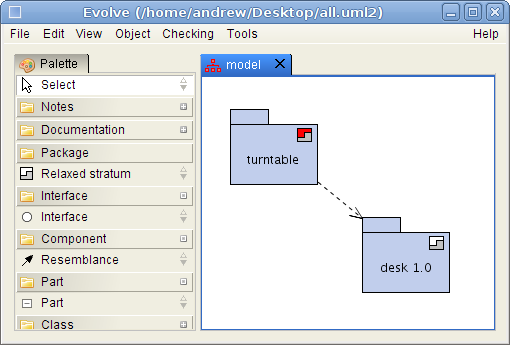 Evolve (/home/andrew/Desktop/all.uml2)
File Edit View Object Checking Tools Help
Palette
Select
Notes
Documentation
Package
Relaxed stratum
Interface
Interface
Component
Resemblance
Part
Part
Class
model
turntable
desk 1.0